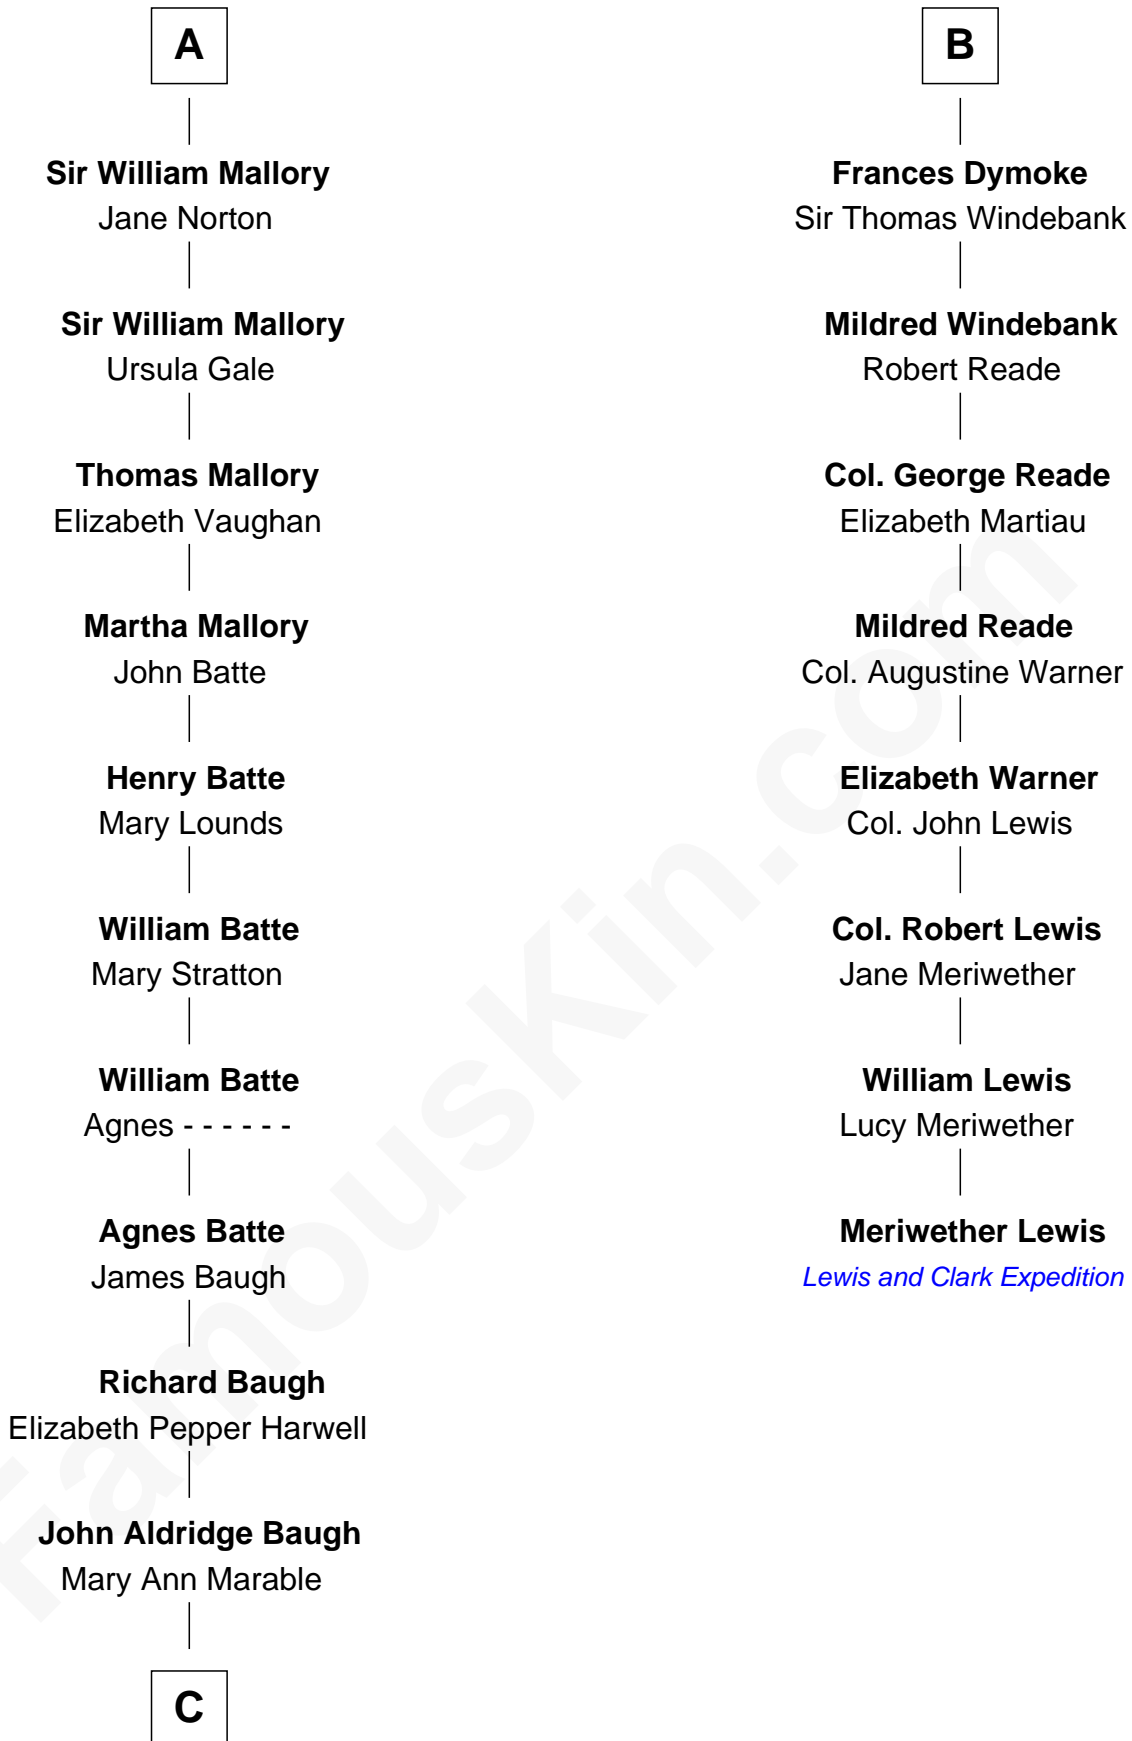 A
Sir William Mallory
Jane Norton
Sir William Mallory
Ursula Gale
Thomas Mallory
Elizabeth Vaughan
Martha Mallory
John Batte
Henry Batte
Mary Lounds
William Batte
Mary Stratton
William Batte
Agnes - - - - - -
Agnes Batte
James Baugh
Richard Baugh
Elizabeth Pepper Harwell
John Aldridge Baugh
Mary Ann Marable
C
B
Frances Dymoke
Sir Thomas Windebank
Mildred Windebank
Robert Reade
Col. George Reade
Elizabeth Martiau
Mildred Reade
Col. Augustine Warner
Elizabeth Warner
Col. John Lewis
Col. Robert Lewis
Jane Meriwether
William Lewis
Lucy Meriwether
Meriwether Lewis
Lewis and Clark Expedition
FamousKin.com